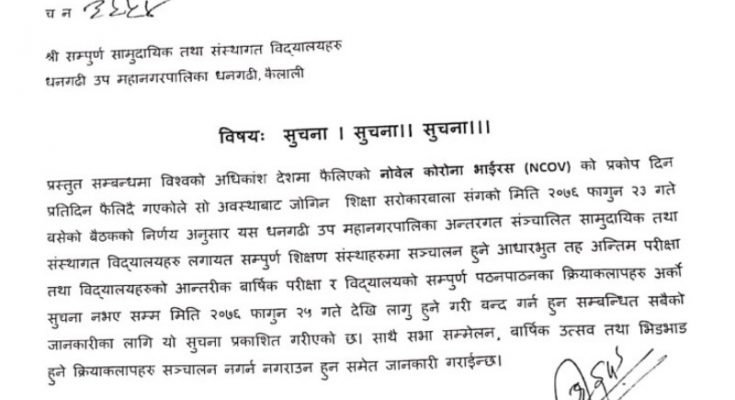 च न ३६५४
श्री सम्पुर्ण सामुदायिक तथा संस्थागत विद्यालयहरु
धनगढी उप महानगरपालिका धनगढी, कैलाली
विषयः सुचना । सुचना।। सुचना।।।
प्रस्तुत सम्बन्धमा विश्वको अधिकांश देशमा फैलिएको नोवेल कोरोना भाईरस (NCOV) को प्रकोप दिन
प्रतिदिन फैलिदै गएकोले सो अवस्थाबाट जोगिन शिक्षा सरोकारबाला संगको मिति २०७६ फागुन २३ गते
बसेको बैठकको निर्णय अनुसार यस धनगढी उप महानगरपालिका अन्तरगत संञ्चालित सामुदायिक तथा
संस्थागत विद्यालयहरु लगायत सम्पुर्ण शिक्षण संस्थाहरुमा सञ्चालन हुने आधारभुत तह अन्तिम परीक्षा
तथा विद्यालयहरुको आन्तरीक बार्षिक परीक्षा र विद्यालयको सम्पुर्ण पठनपाठनका क्रियाकलापहरु अर्को
सुचना नभए सम्म मिति २०७६ फागुन २५ गते देखि लागु हुने गरी बन्द गर्न हुन सम्बन्धित सबैको
जानकारीका लागि यो सुचना प्रकाशित गरीएको छ। साथै सभा सम्मेलन, बार्षिक उत्सव तथा भिडभाड
हुने क्रियाकलापहरु सञ्चालन नगर्न नगराउन हुन समेत जानकारी गराईन्छ।